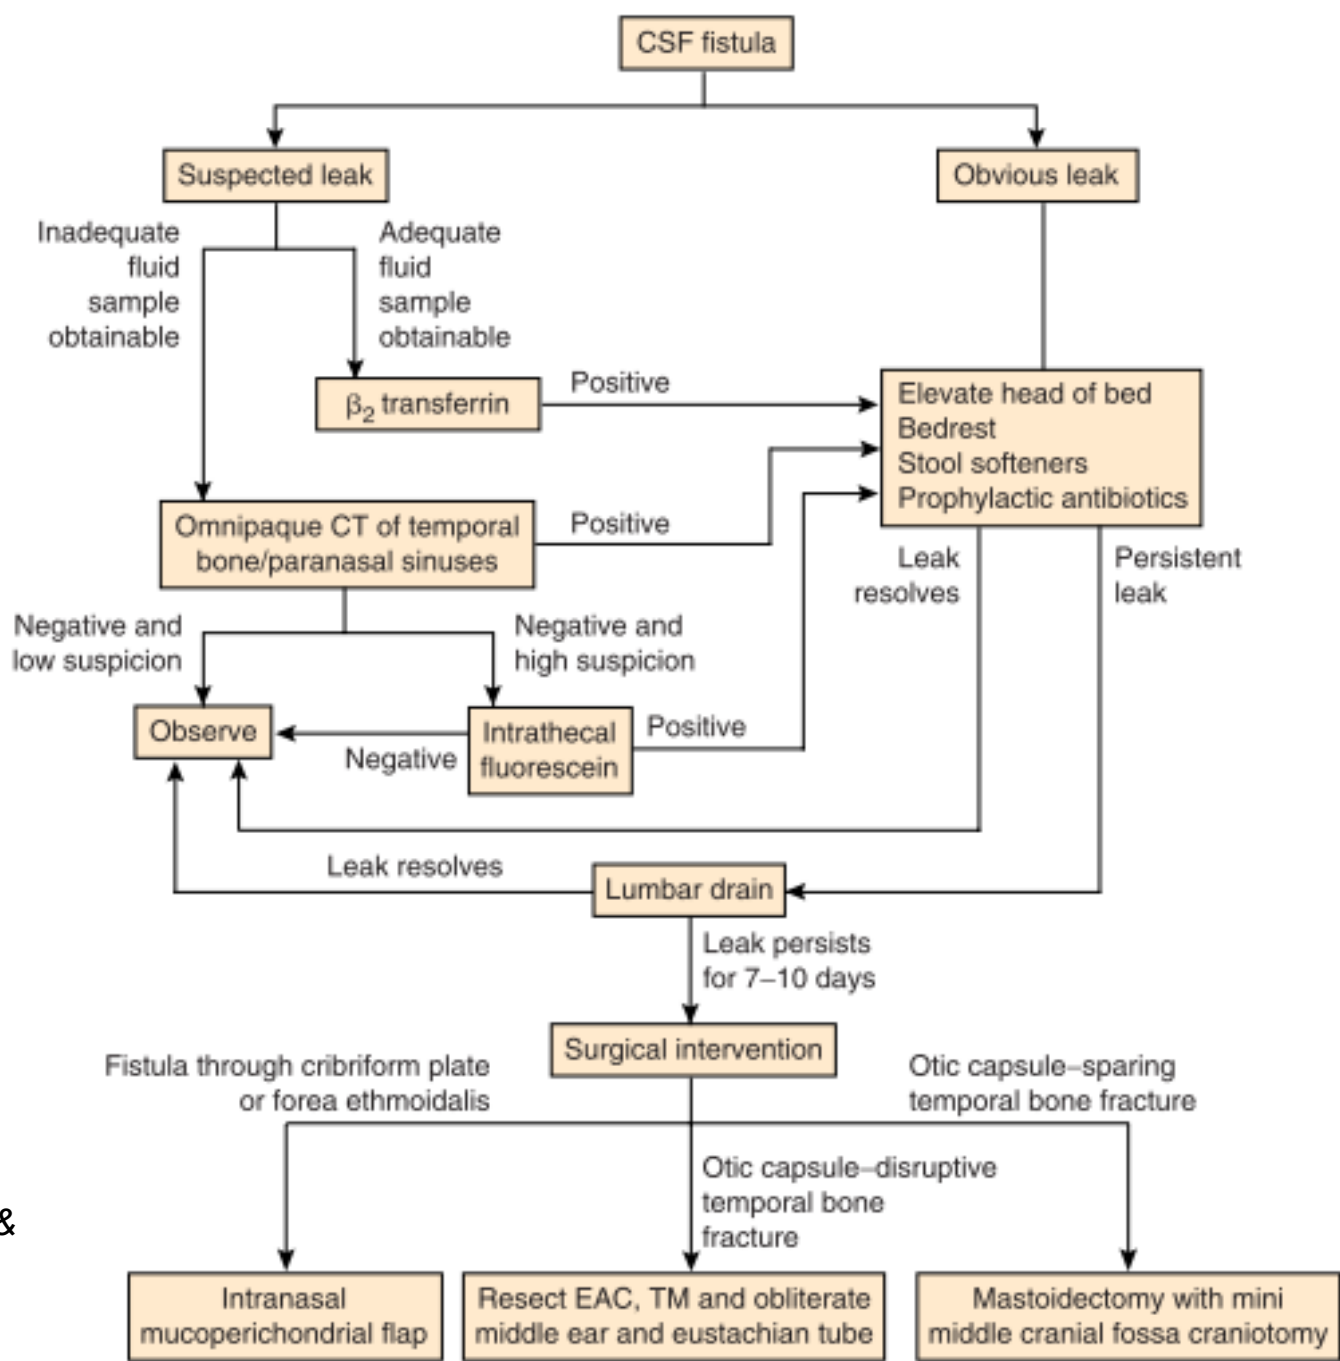 CSF fistula
Suspected leak
Obvious leak
Inadequate
fluid
sample
obtainable
Adequate
fluid
sample
obtainable
β₂ transferrin
Positive
Elevate head of bed
Bedrest
Stool softeners
Prophylactic antibiotics
Omnipaque CT of temporal
bone/paranasal sinuses
Positive
Leak
resolves
Persistent
leak
Negative and
low suspicion
Negative and
high suspicion
Observe
Negative
Intrathecal
fluorescein
Positive
Leak resolves
Lumbar drain
Leak persists
for 7–10 days
Surgical intervention
Fistula through cribriform plate
or forea ethmoidalis
Otic capsule–sparing
temporal bone fracture
Otic capsule–disruptive
temporal bone
fracture
&
Intranasal
mucoperichondrial flap
Resect EAC, TM and obliterate
middle ear and eustachian tube
Mastoidectomy with mini
middle cranial fossa craniotomy